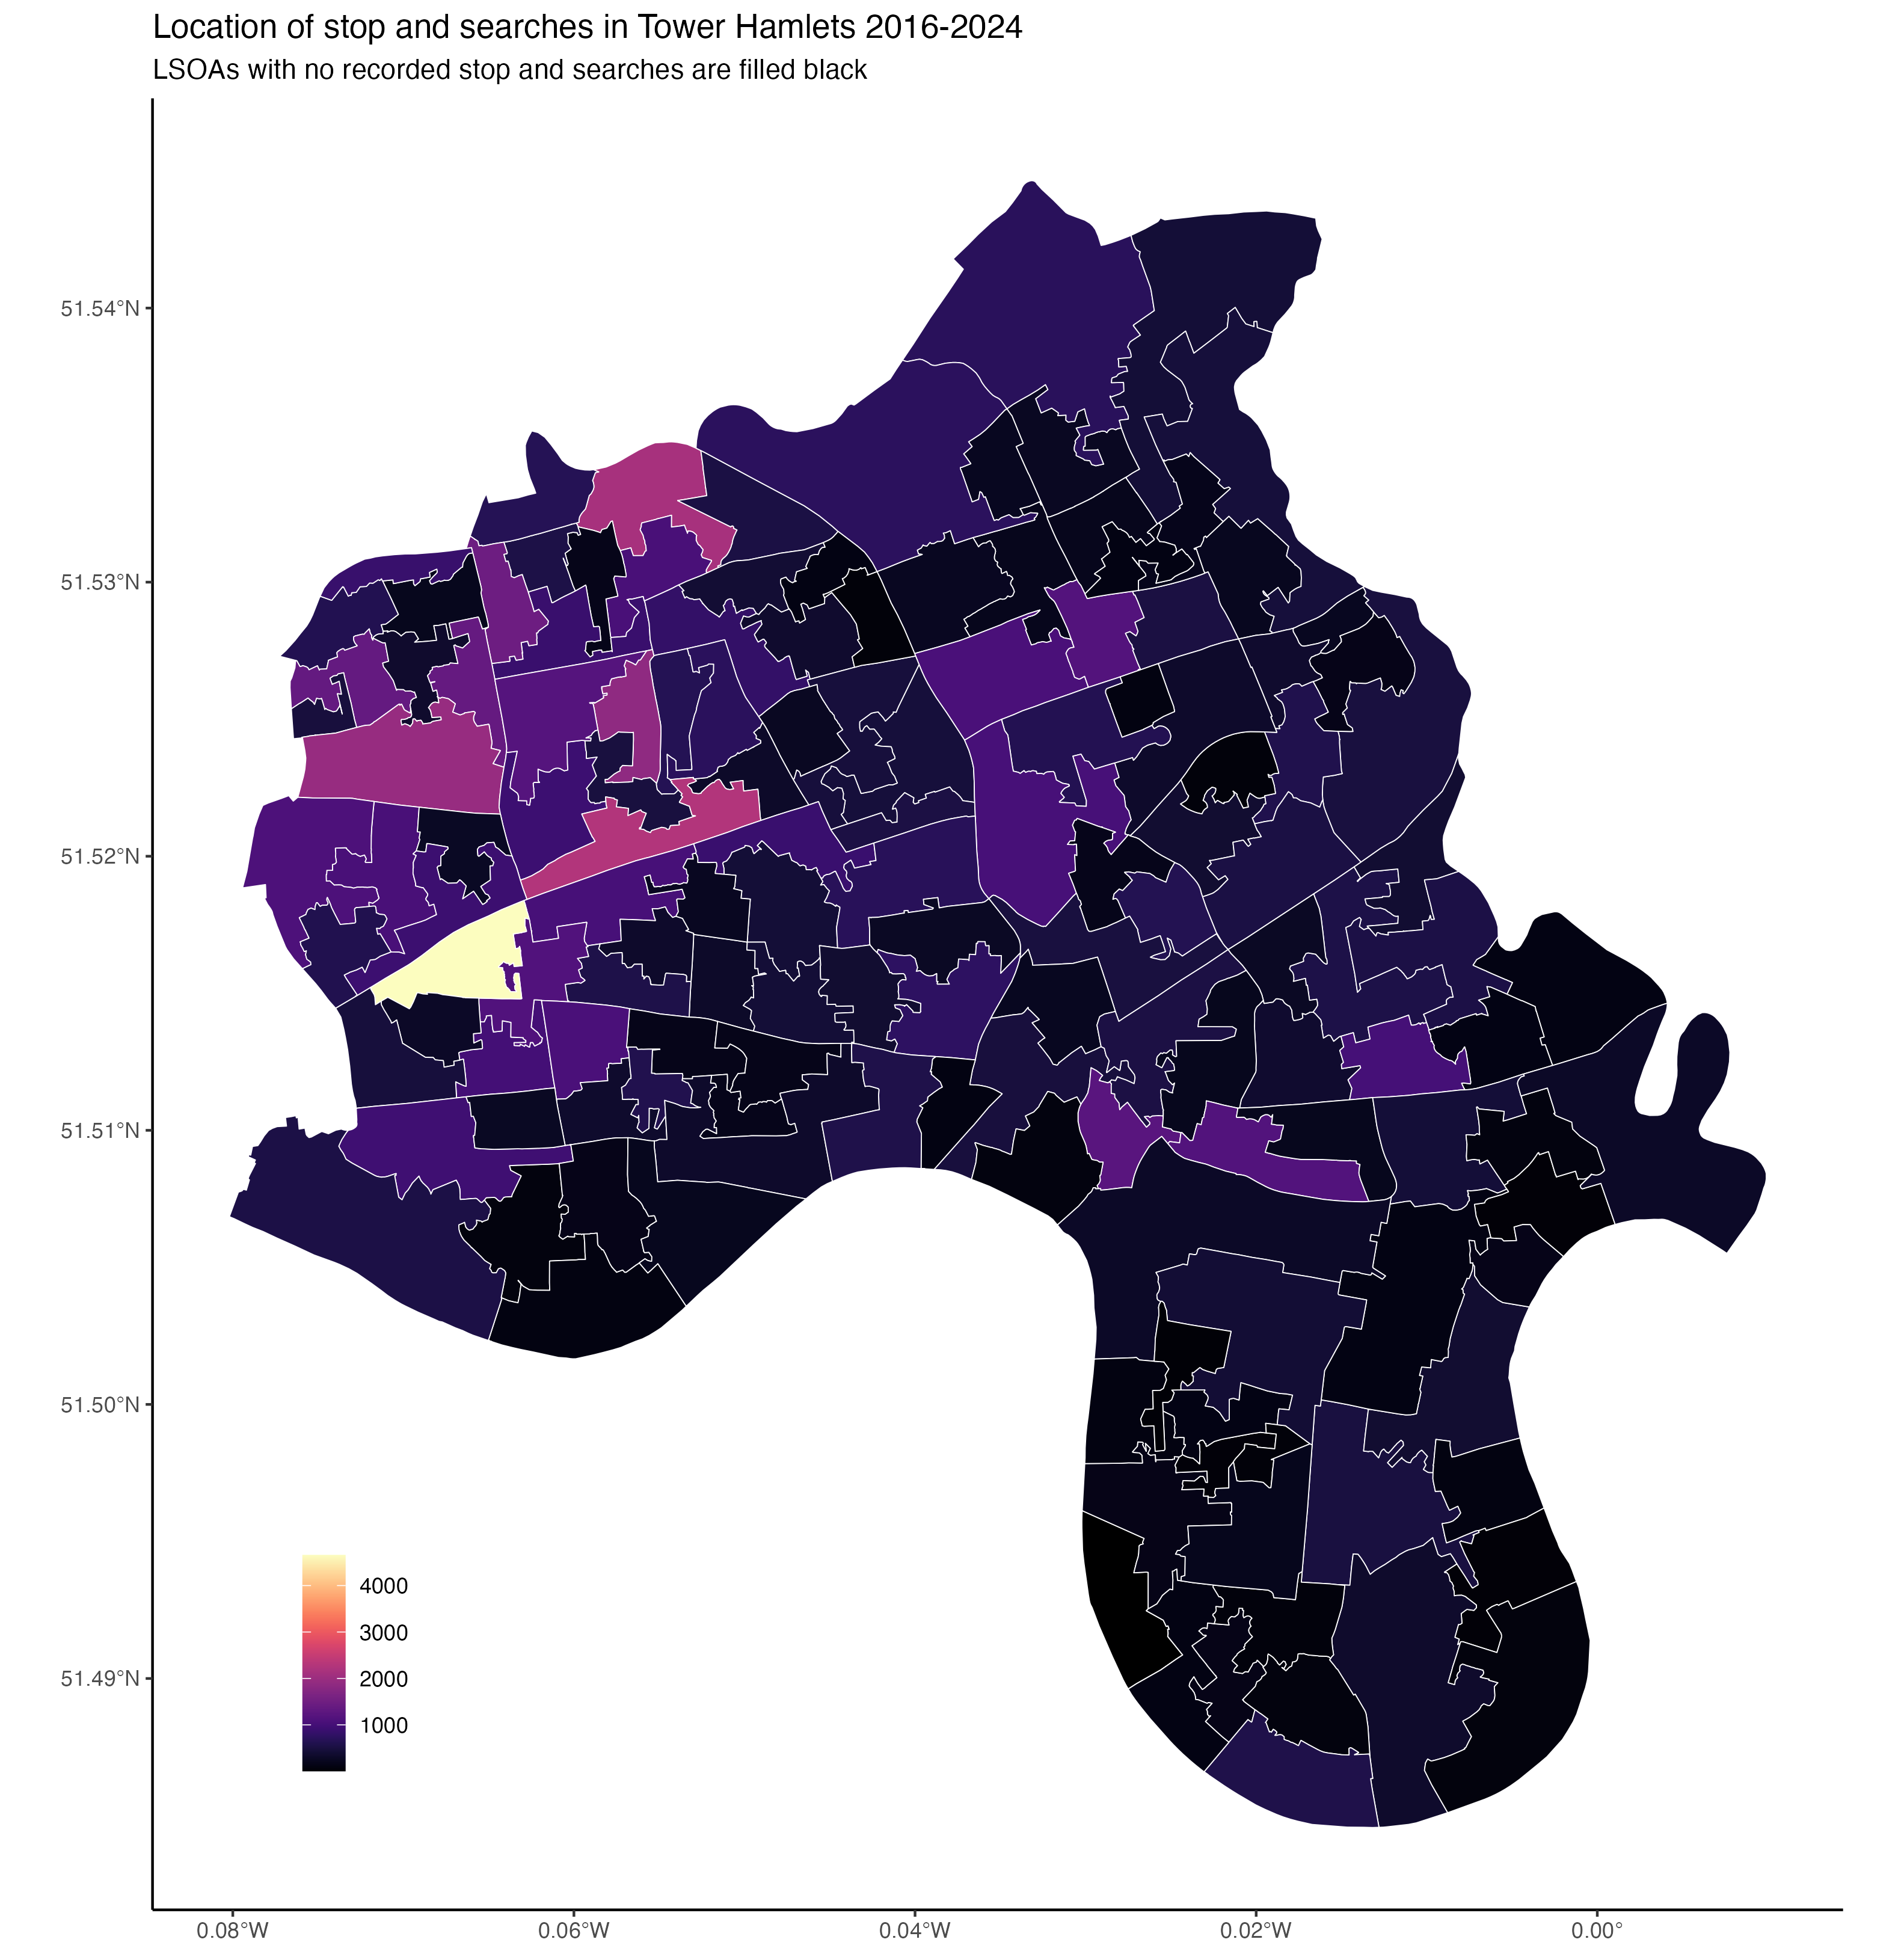 Location of stop and searches in Tower Hamlets 2016-2024
LSOAs with no recorded stop and searches are filled black
51.54°N
51.53°N
51.52°N
51.51°N
51.50°N
51.49°N
4000
3000
2000
1000
0.08°W
0.06°W
0.04°W
0.02°W
0.00°